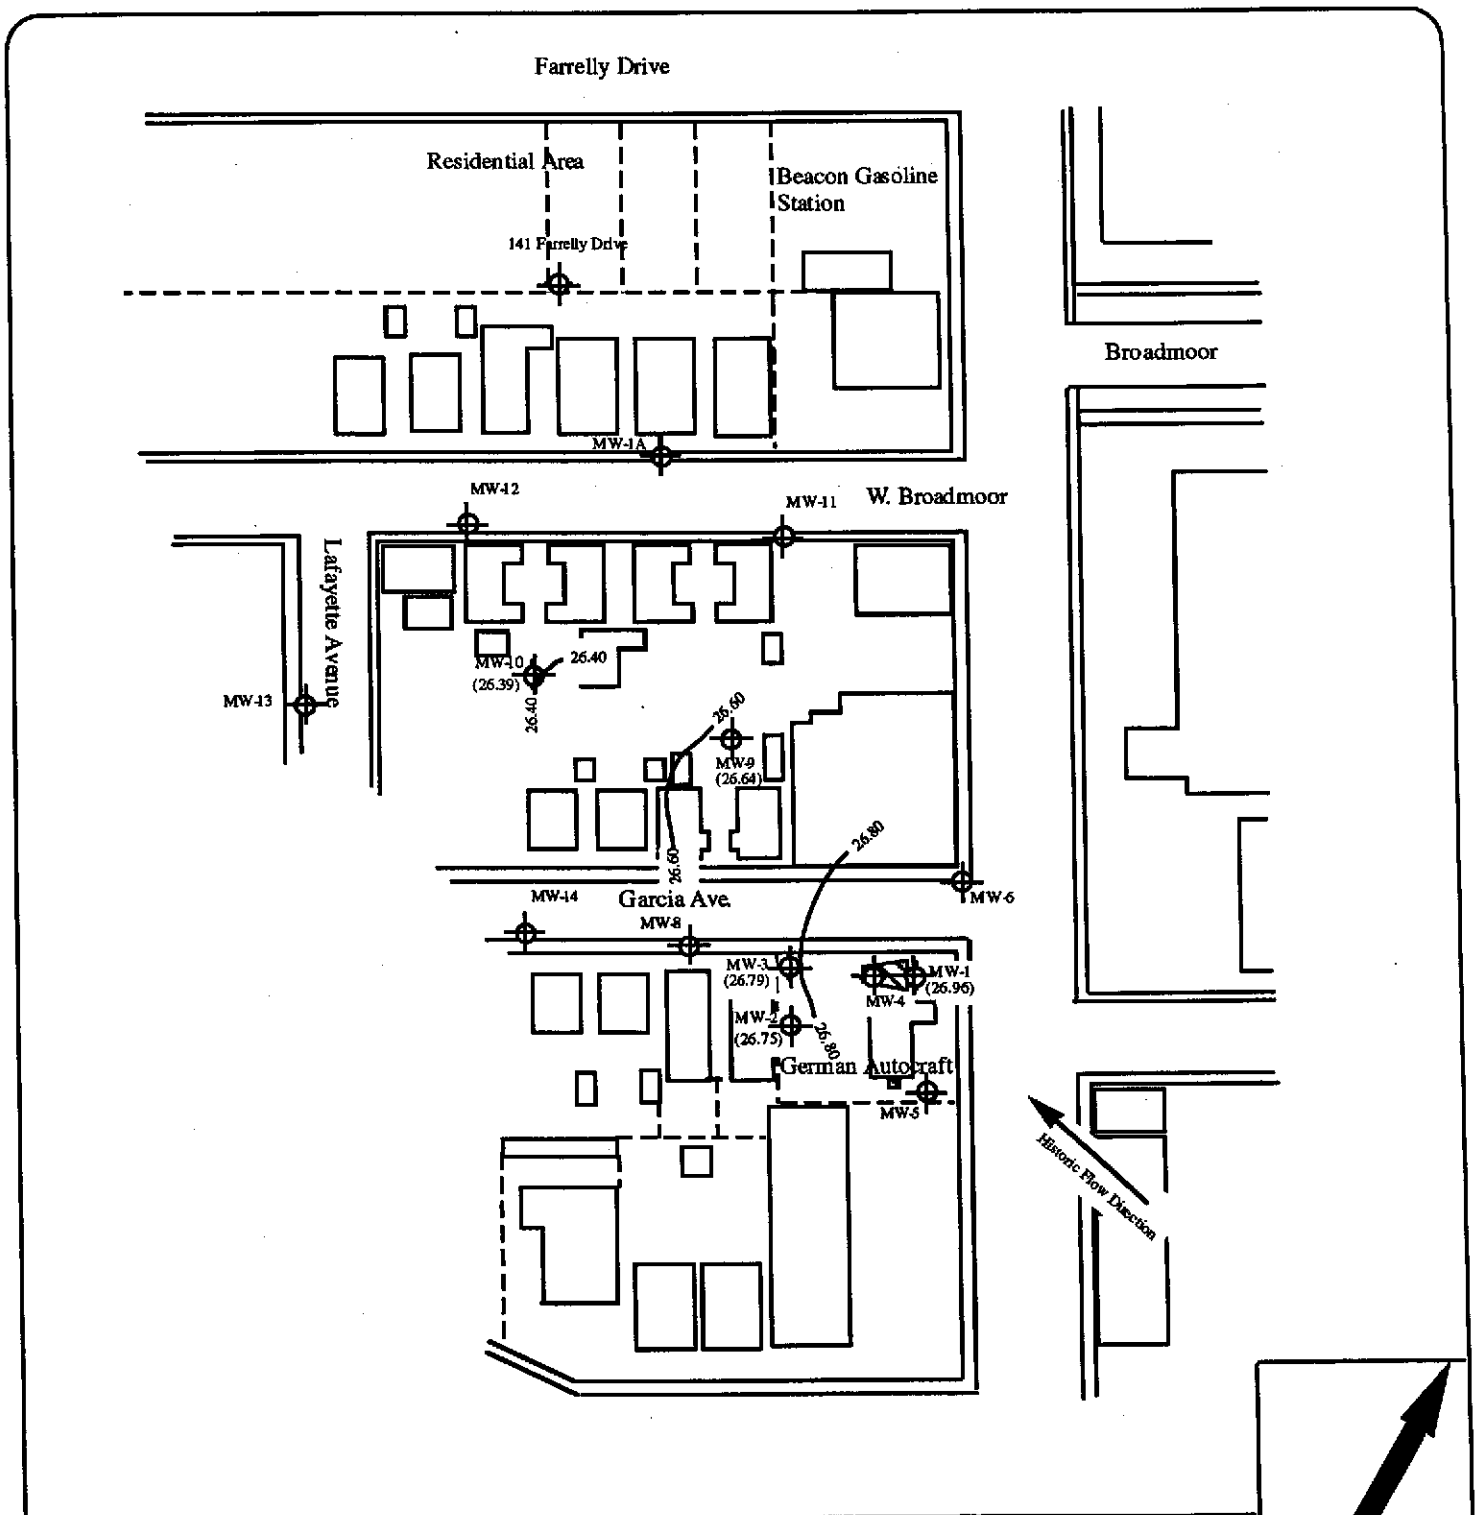 Farrelly Drive
Residential Area
Beacon Gasoline
Station
141 Farrelly Drive
Broadmoor
MW-1A
MW-12
W. Broadmoor
MW-11
Lafayette Avenue
MW-10
(26.39)
26.40
26.40
MW-13
26.60
MW-9
(26.64)
26.80
26.60
MW-14
Garcia Ave.
MW-6
MW-8
MW-3
(26.79)
MW-1
(26.96)
MW-4
MW-2
(26.75)
26.80
German Autocraft
MW-5
Historic Flow Direction